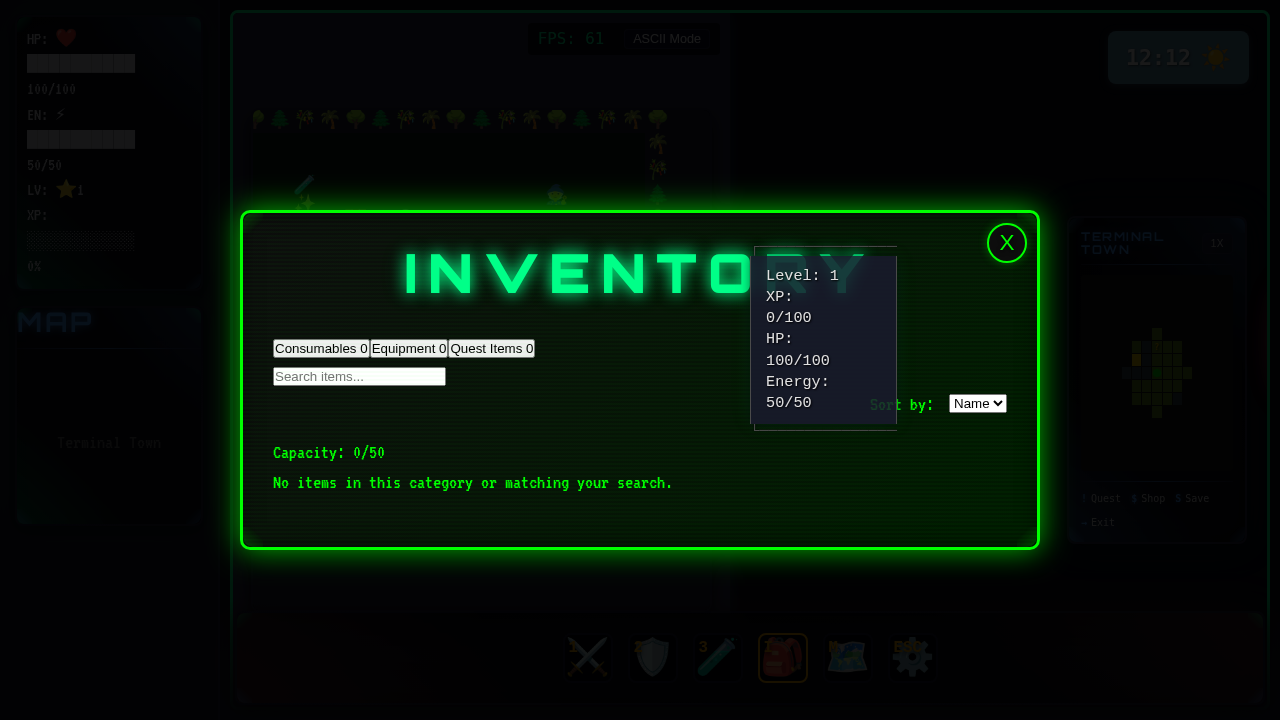 HP: ❤️
100/100
EN: ⚡
50/50
LV: ⭐1
XP:
0%
MAP
Terminal Town
FPS: 61 ASCII Mode
12:12 ☀️
INVENTORY
X
Level: 1
XP:
0/100
HP:
100/100
Energy:
50/50
Consumables 0 Equipment 0 Quest Items 0
Search items...
Sort by: Name
Capacity: 0/50
No items in this category or matching your search.
TERMINAL
TOWN
1X
! Quest $ Shop S Save
Exit
1 3 ESC